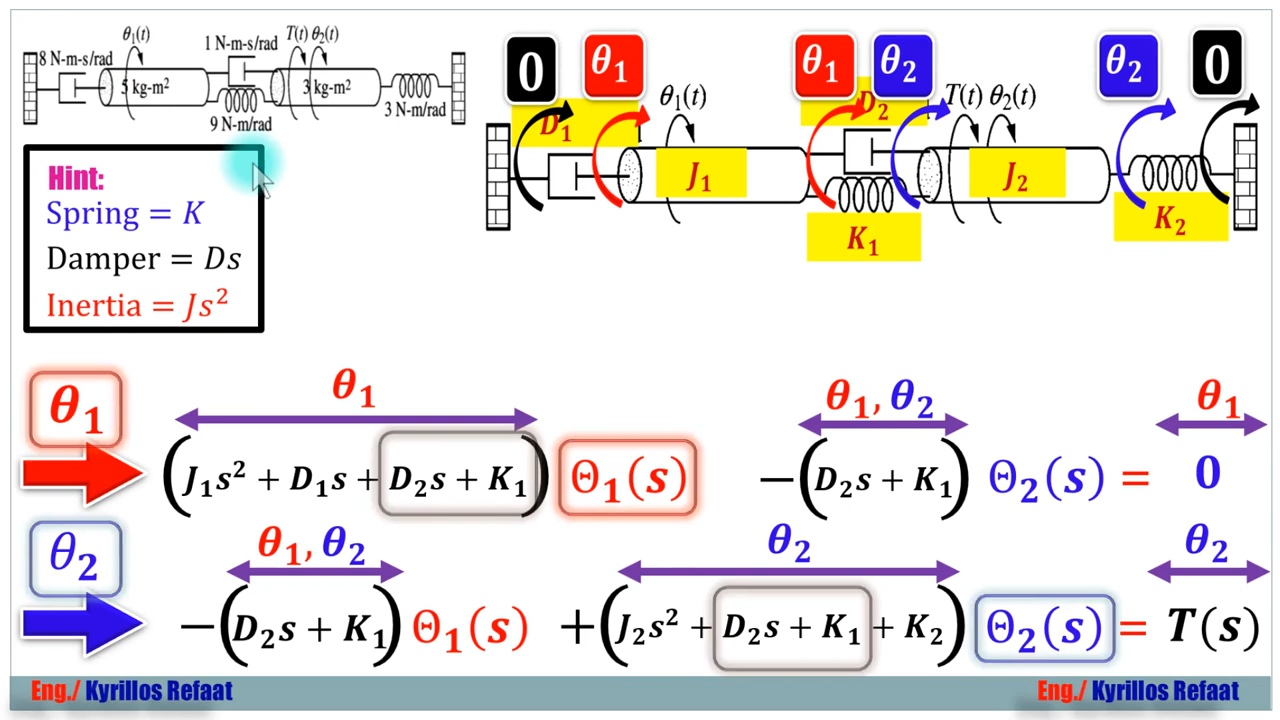 θ₁(t)
1 N-m-s/rad
T(t) θ₂(t)
8 N-m-s/rad
5 kg-m²
3 kg-m²
9 N-m/rad
3 N-m/rad
Hint:
Spring = K
Damper = Ds
Inertia = Js²
0
θ₁
θ₁
θ₂
θ₂
0
D₁
θ₁(t)
D₂
T(t) θ₂(t)
J₁
J₂
K₁
K₂
θ₁
θ₁
θ₁, θ₂
θ₁
(J₁s² + D₁s + D₂s + K₁) Θ₁(s) −(D₂s + K₁) Θ₂(s) = 0
θ₂
θ₁, θ₂
θ₂
θ₂
−(D₂s + K₁) Θ₁(s) +(J₂s² + D₂s + K₁ + K₂) Θ₂(s) = T(s)
Eng./ Kyrillos Refaat
Eng./ Kyrillos Refaat